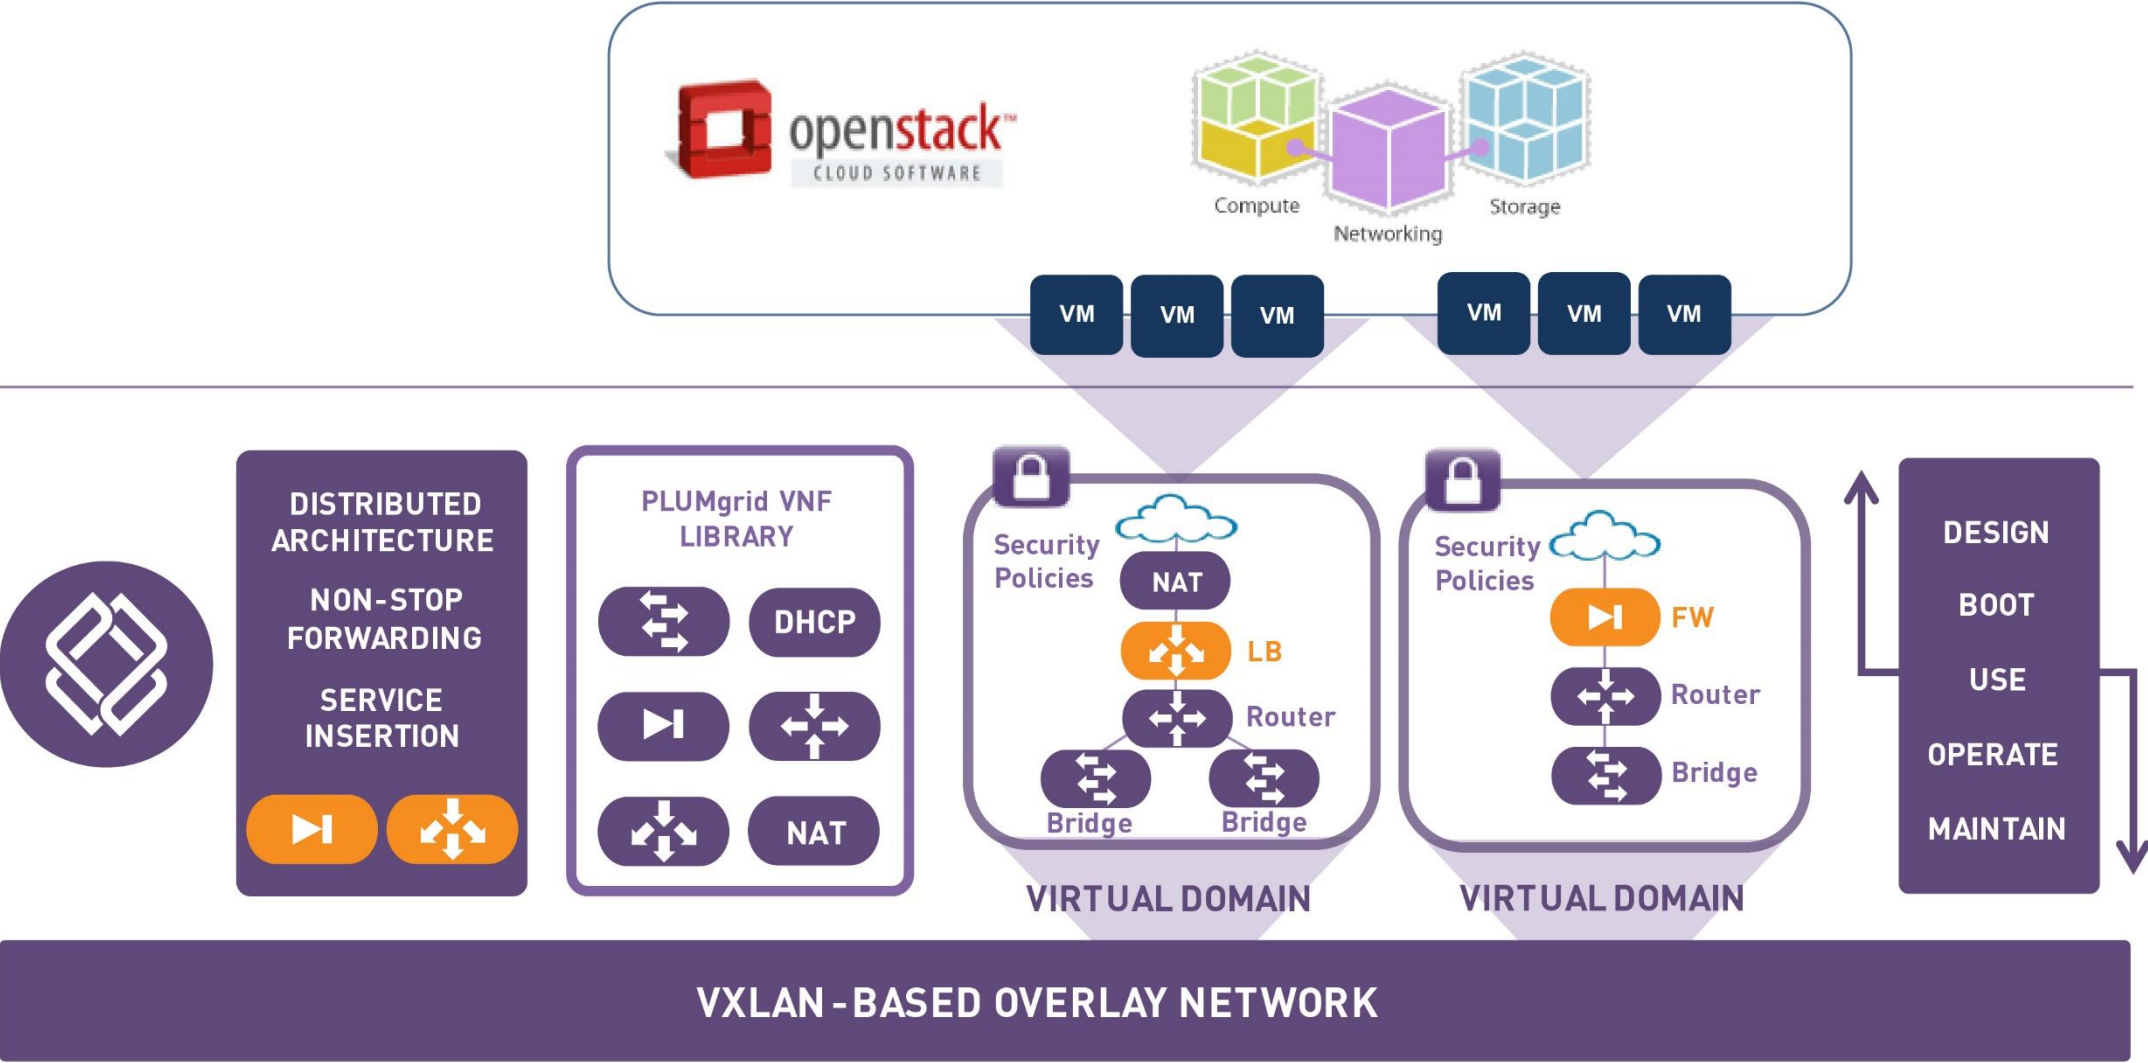 openstack™
CLOUD SOFTWARE
Compute
Networking
Storage
VM
VM
VM
VM
VM
VM
DISTRIBUTED
ARCHITECTURE
NON-STOP
FORWARDING
SERVICE
INSERTION
PLUMgrid VNF
LIBRARY
DHCP
NAT
Security
Policies
NAT
LB
Router
Bridge
Bridge
VIRTUAL DOMAIN
Security
Policies
FW
Router
Bridge
VIRTUAL DOMAIN
DESIGN
BOOT
USE
OPERATE
MAINTAIN
VXLAN-BASED OVERLAY NETWORK